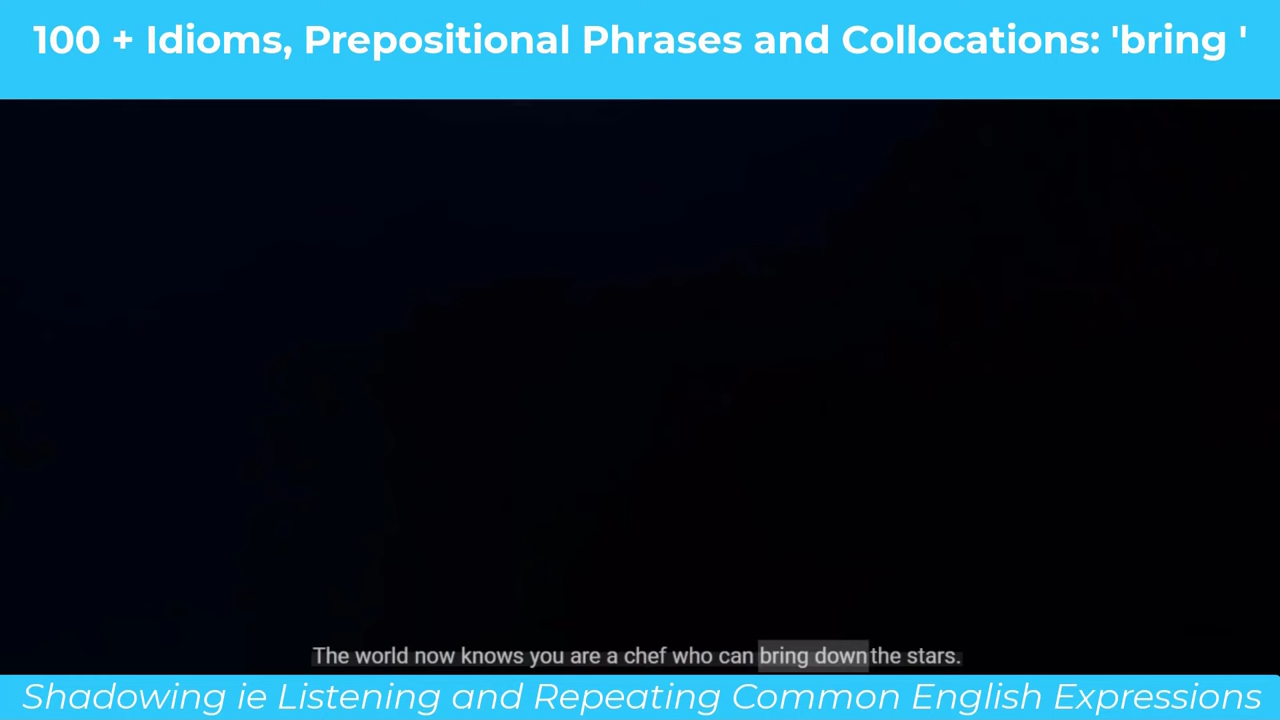 100 + Idioms, Prepositional Phrases and Collocations: 'bring '
The world now knows you are a chef who can bring down the stars.
Shadowing ie Listening and Repeating Common English Expressions